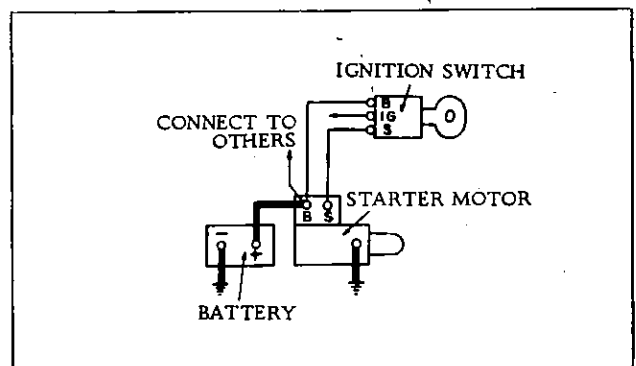 IGNITION SWITCH
B
IG
S
CONNECT TO
OTHERS
STARTER MOTOR
B S
- +
BATTERY